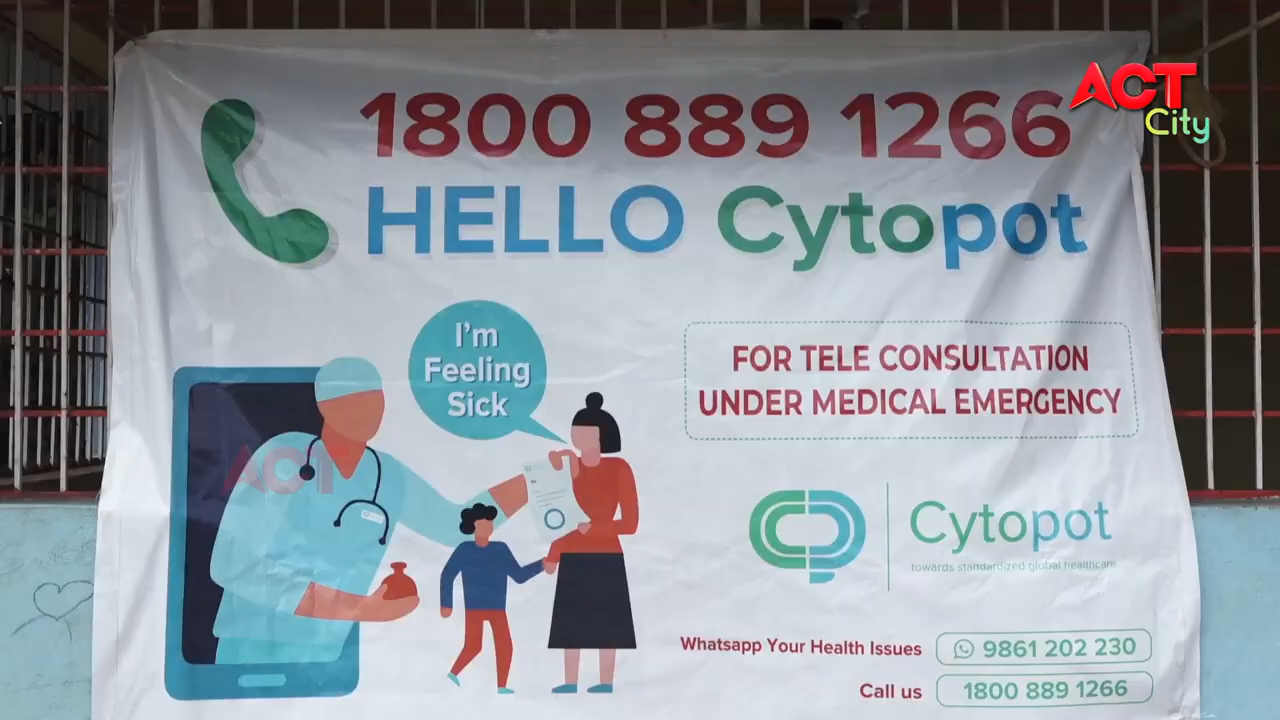 1800 889 1266
ACT
City
HELLO Cytopot
I'm
Feeling
Sick
FOR TELE CONSULTATION
UNDER MEDICAL EMERGENCY
ACT
Cytopot
towards standardized global healthcare
Whatsapp Your Health Issues 9861 202 230
Call us 1800 889 1266